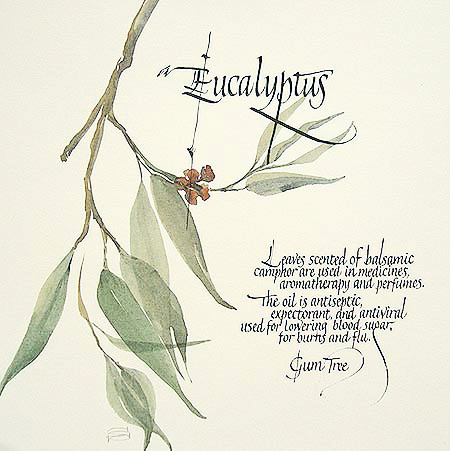 Eucalyptus
Leaves scented of balsamic
camphor are used in medicines,
aromatherapy and perfumes.
The oil is antiseptic,
expectorant, and antiviral
used for lowering blood sugar,
for burns and flu.
Gum Tree